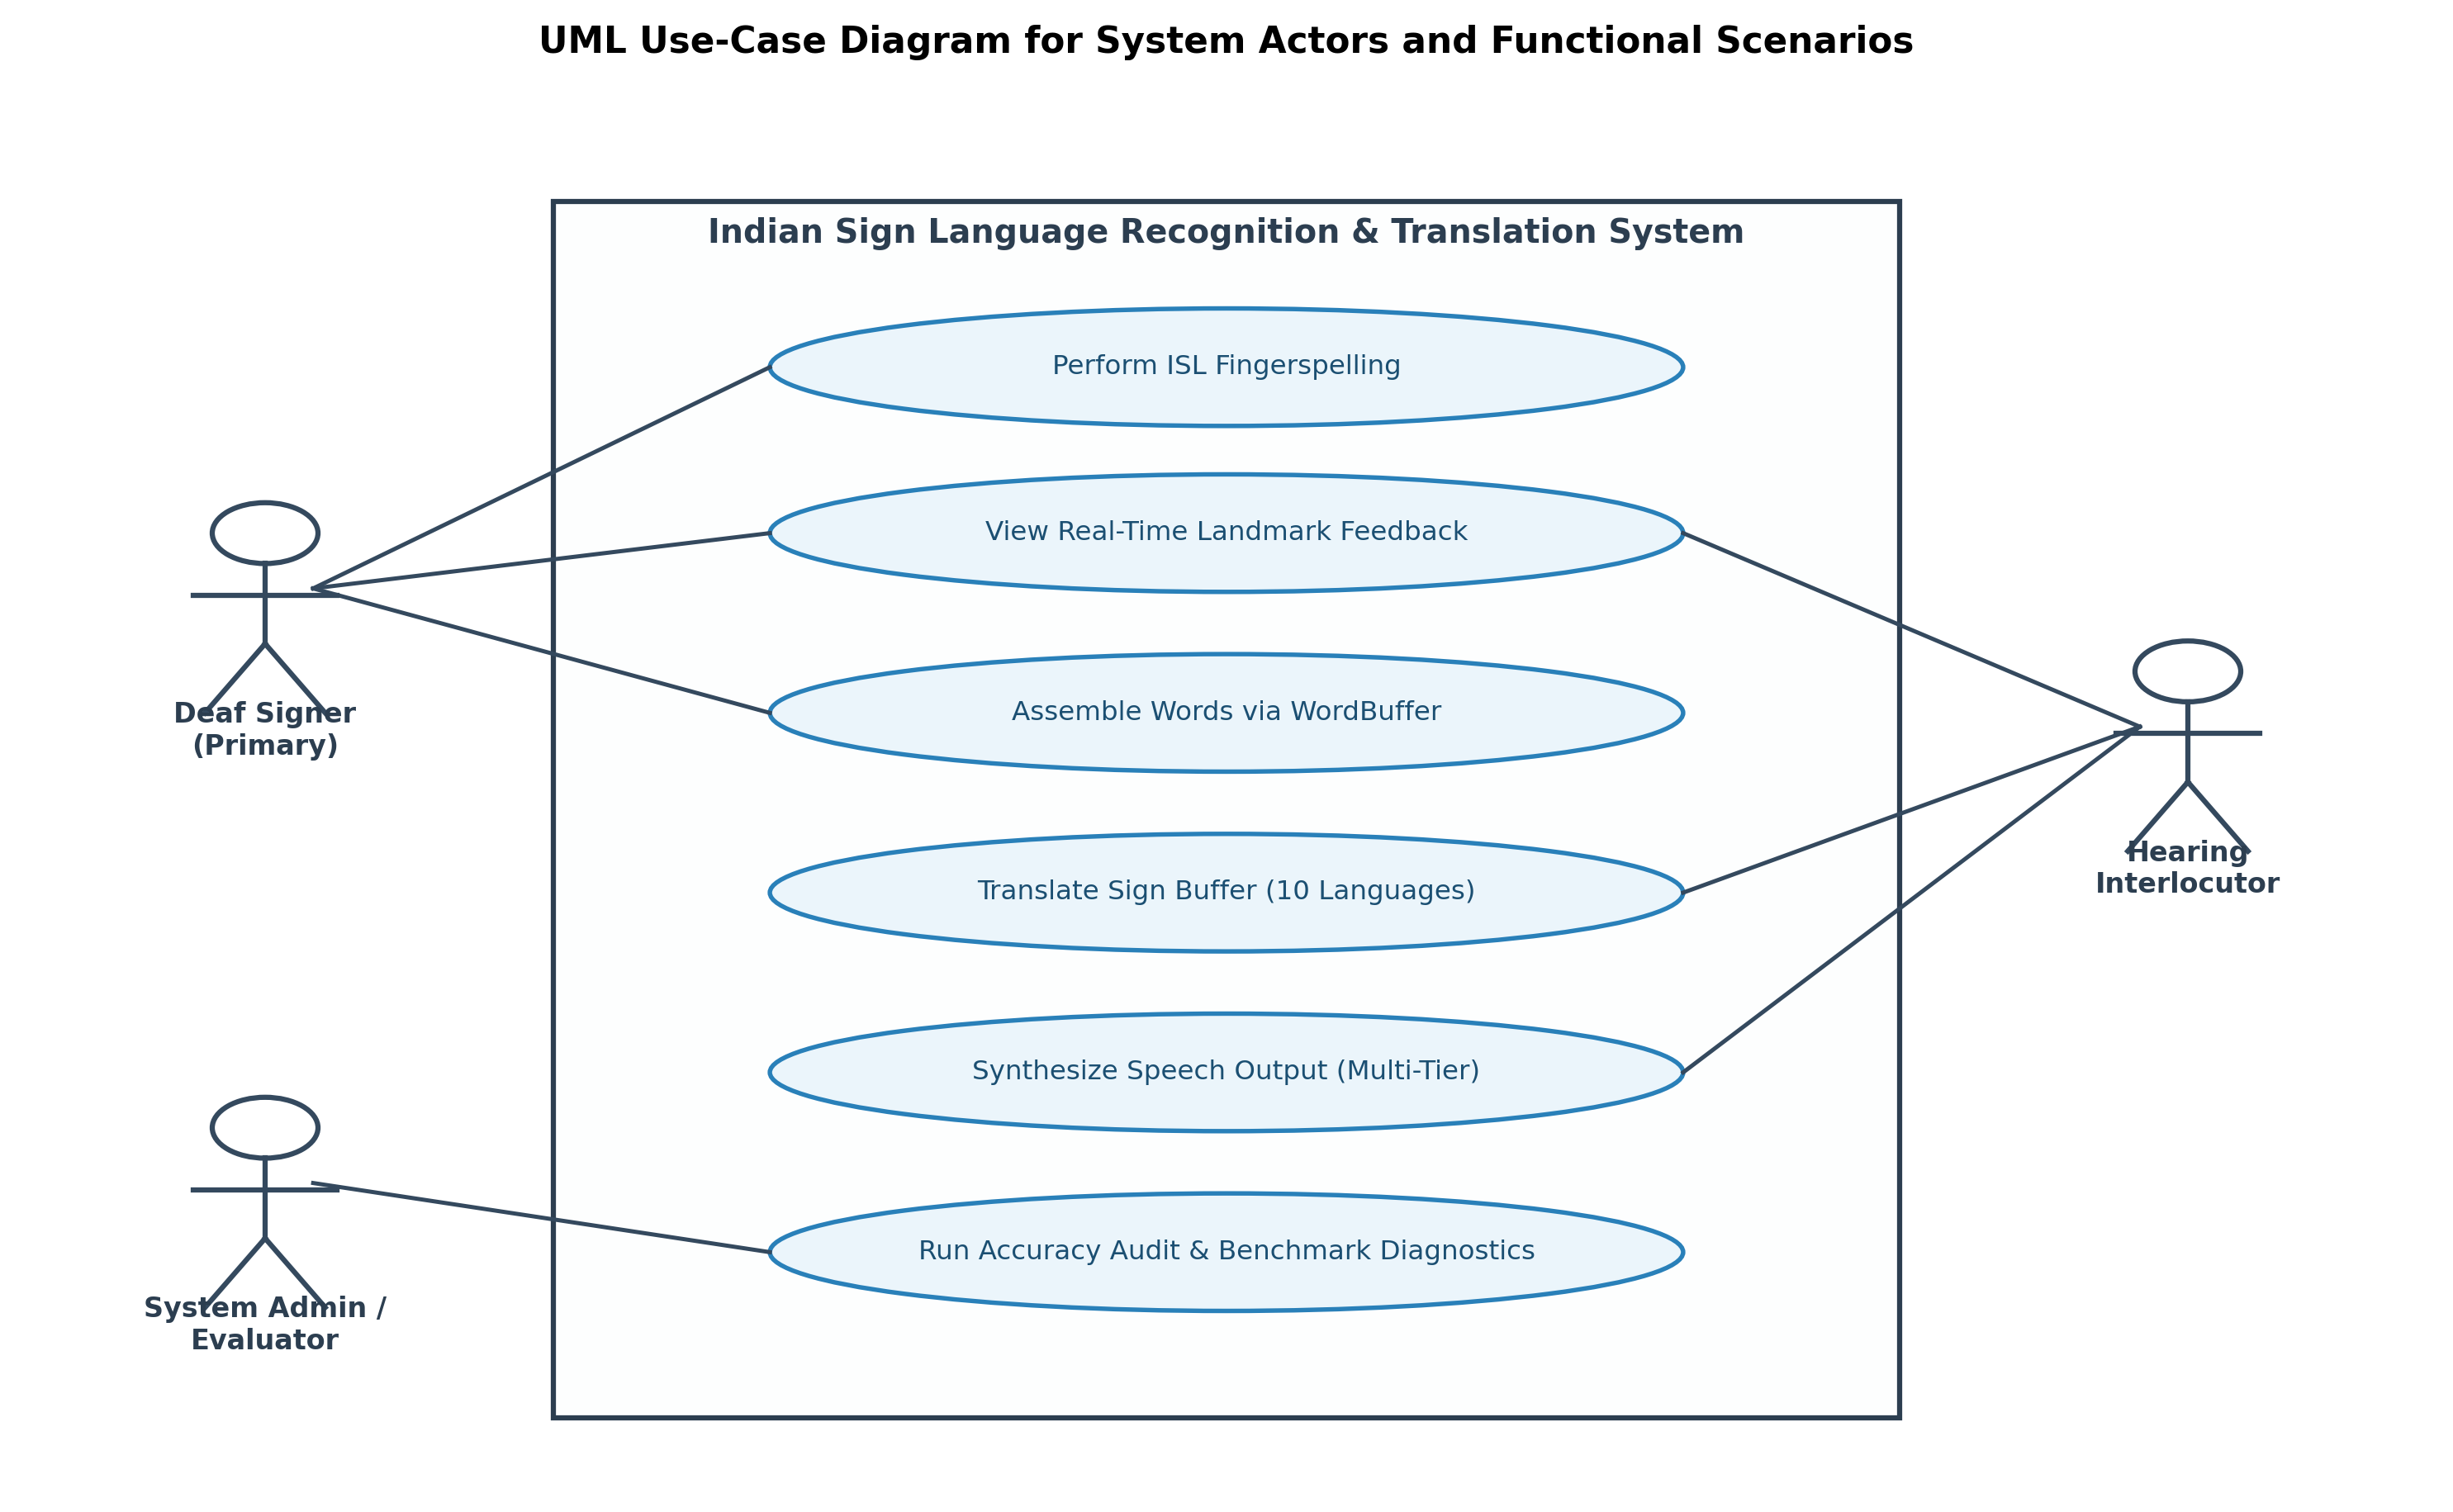 UML Use-Case Diagram for System Actors and Functional Scenarios
Indian Sign Language Recognition & Translation System
Perform ISL Fingerspelling
View Real-Time Landmark Feedback
Assemble Words via WordBuffer
Translate Sign Buffer (10 Languages)
Synthesize Speech Output (Multi-Tier)
Run Accuracy Audit & Benchmark Diagnostics
Deaf Signer
(Primary)
System Admin /
Evaluator
Hearing
Interlocutor